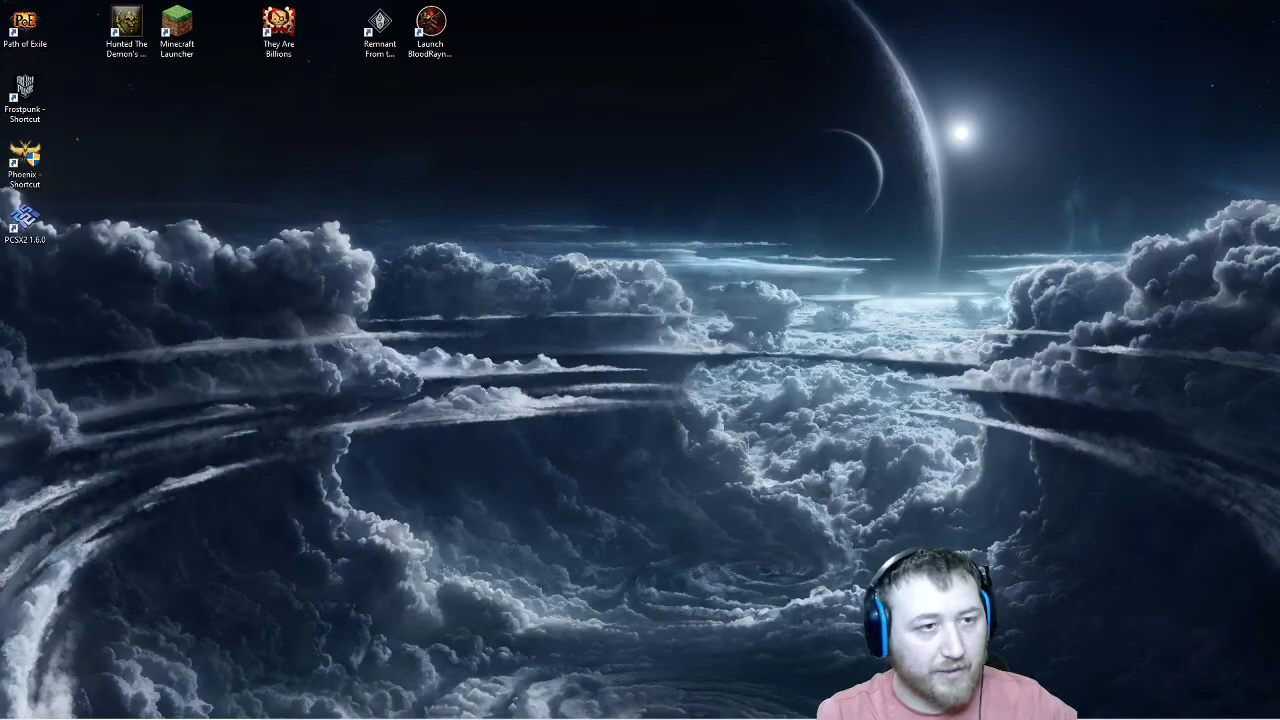 Path of Exile
Hunted The
Demon's ...
Minecraft
Launcher
They Are
Billions
Remnant
From t...
Launch
BloodRayn...
Frostpunk -
Shortcut
Phoenix -
Shortcut
PCSX2 1.6.0